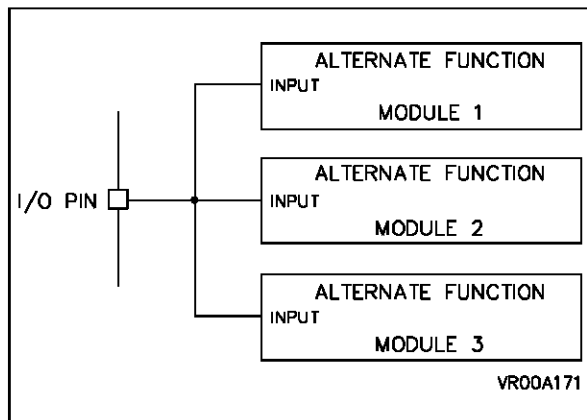 ALTERNATE FUNCTION
INPUT
MODULE 1
I/O PIN
ALTERNATE FUNCTION
INPUT
MODULE 2
ALTERNATE FUNCTION
INPUT
MODULE 3
VR00A171